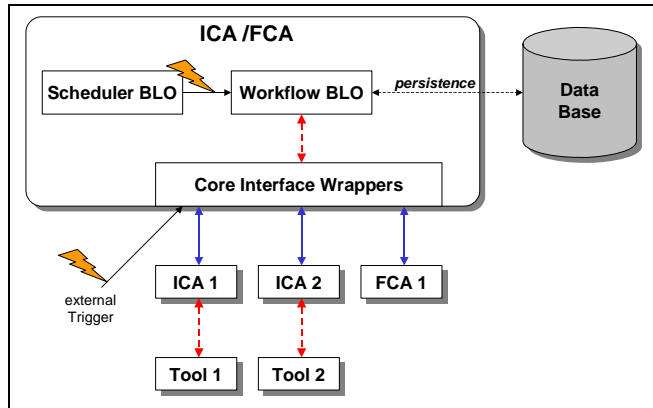 ICA /FCA
Scheduler BLO
Workflow BLO
persistence
Data
Base
Core Interface Wrappers
external
Trigger
ICA 1
ICA 2
FCA 1
Tool 1
Tool 2